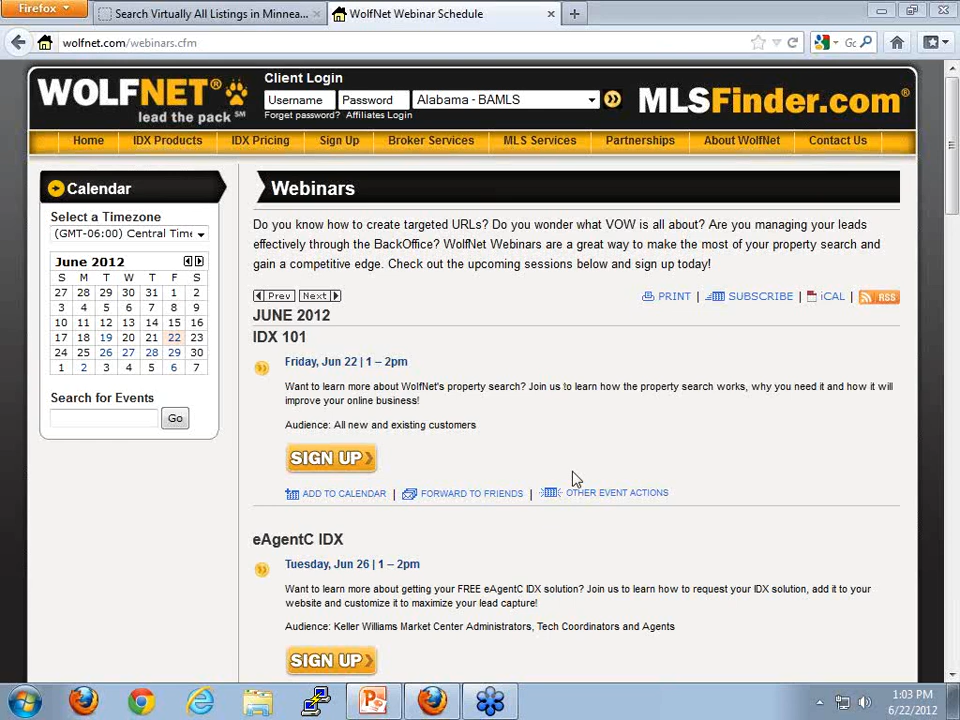 Firefox
Search Virtually All Listings in Minnea...
WolfNet Webinar Schedule
wolfnet.com/webinars.cfm
WOLFNET®
lead the pack℠
Client Login
Username
Password
Alabama - BAMLS
Forget password?
Affiliates Login
MLSFinder.com®
Home
IDX Products
IDX Pricing
Sign Up
Broker Services
MLS Services
Partnerships
About WolfNet
Contact Us
Calendar
Select a Timezone
(GMT-06:00) Central Time
June 2012
S M T W T F S
27 28 29 30 31 1 2
3 4 5 6 7 8 9
10 11 12 13 14 15 16
17 18 19 20 21 22 23
24 25 26 27 28 29 30
1 2 3 4 5 6 7
Search for Events
Go
Webinars
Do you know how to create targeted URLs? Do you wonder what VOW is all about? Are you managing your leads
effectively through the BackOffice? WolfNet Webinars are a great way to make the most of your property search and
gain a competitive edge. Check out the upcoming sessions below and sign up today!
Prev
Next
PRINT
SUBSCRIBE
iCAL
RSS
JUNE 2012
IDX 101
Friday, Jun 22 | 1 – 2pm
Want to learn more about WolfNet's property search? Join us to learn how the property search works, why you need it and how it will
improve your online business!
Audience: All new and existing customers
SIGN UP
ADD TO CALENDAR | FORWARD TO FRIENDS | OTHER EVENT ACTIONS
eAgentC IDX
Tuesday, Jun 26 | 1 – 2pm
Want to learn more about getting your FREE eAgentC IDX solution? Join us to learn how to request your IDX solution, add it to your
website and customize it to maximize your lead capture!
Audience: Keller Williams Market Center Administrators, Tech Coordinators and Agents
SIGN UP
1:03 PM
6/22/2012